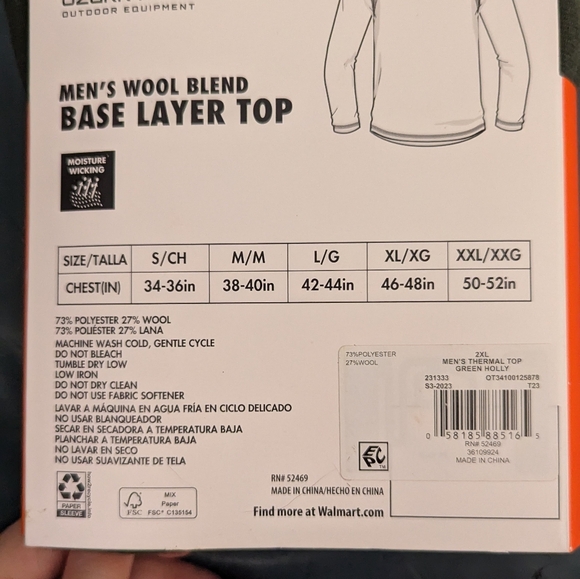 OUTDOOR EQUIPMENT
MEN'S WOOL BLEND
BASE LAYER TOP
MOISTURE
WICKING
SIZE/TALLA S/CH M/M L/G XL/XG XXL/XXG
CHEST(IN) 34-36in 38-40in 42-44in 46-48in 50-52in
73% POLYESTER 27% WOOL
73% POLIÉSTER 27% LANA
MACHINE WASH COLD, GENTLE CYCLE
DO NOT BLEACH
TUMBLE DRY LOW
LOW IRON
DO NOT DRY CLEAN
DO NOT USE FABRIC SOFTENER
LAVAR A MÁQUINA EN AGUA FRÍA EN CICLO DELICADO
NO USAR BLANQUEADOR
SECAR EN SECADORA A TEMPERATURA BAJA
PLANCHAR A TEMPERATURA BAJA
NO LAVAR EN SECO
NO USAR SUAVIZANTE DE TELA
73%POLYESTER
27%WOOL
2XL
MEN'S THERMAL TOP
GREEN HOLLY
231333 OT34100125878
S3-2023 T23
0 58185 88516 5
RN# 52469
36109924
MADE IN CHINA
EPC
TM
PAPER
SLEEVE
how2recycle.info
FSC
MIX
Paper
FSC® C135154
RN# 52469
MADE IN CHINA/HECHO EN CHINA
Find more at Walmart.com